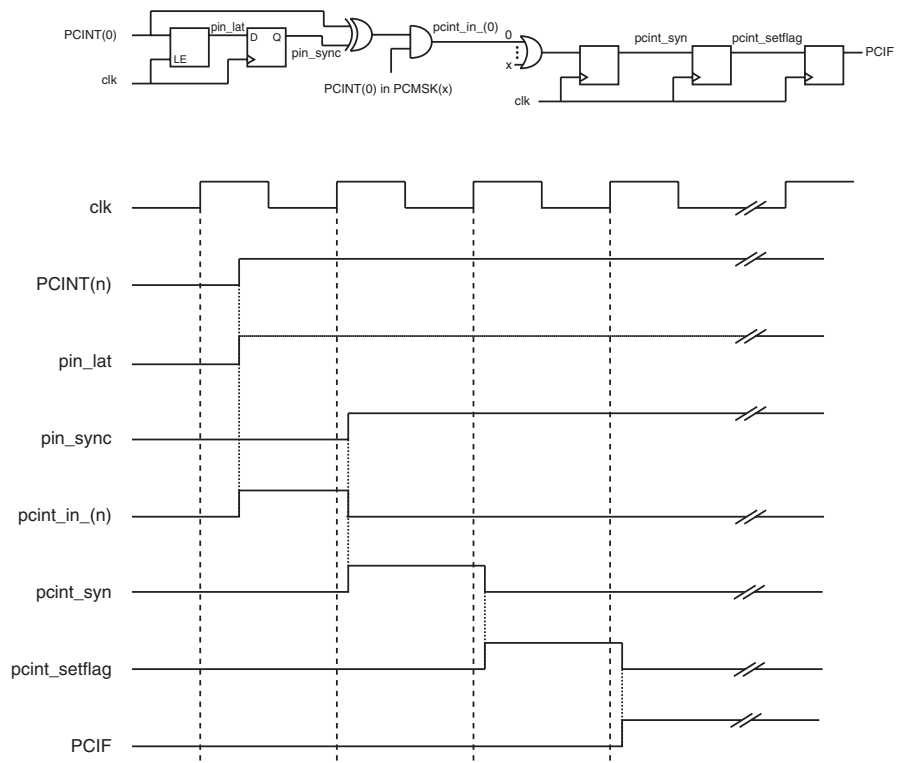 PCINT(0)
pin_lat
D Q
LE
pin_sync
clk
PCINT(0) in PCMSK(x)
pcint_in_(0)
0
x
clk
pcint_syn
pcint_setflag
PCIF
clk
PCINT(n)
pin_lat
pin_sync
pcint_in_(n)
pcint_syn
pcint_setflag
PCIF